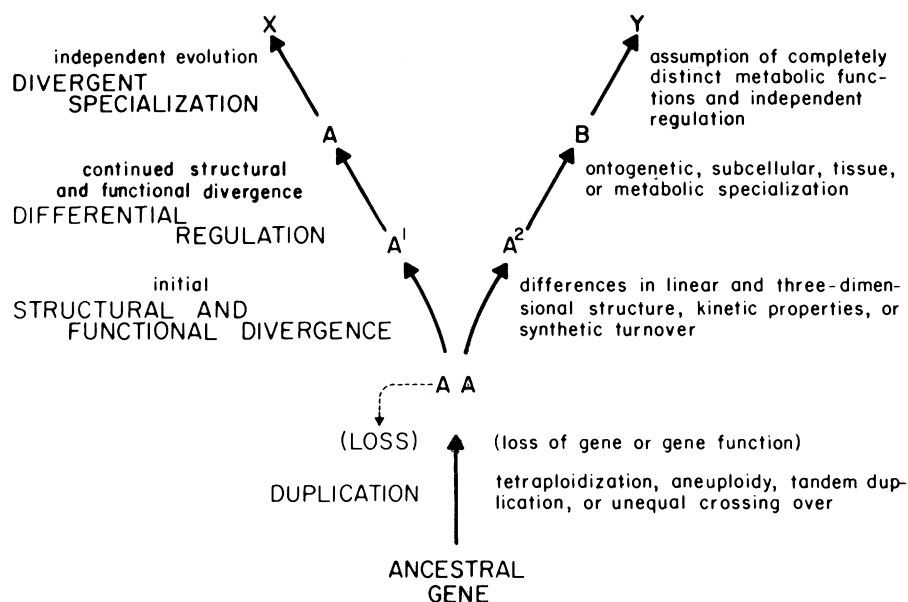 X
Y
independent evolution
DIVERGENT
SPECIALIZATION
assumption of completely
distinct metabolic func-
tions and independent
regulation
A
B
continued structural
and functional divergence
DIFFERENTIAL
REGULATION
ontogenetic, subcellular, tissue,
or metabolic specialization
A¹
A²
initial
STRUCTURAL AND
FUNCTIONAL DIVERGENCE
differences in linear and three-dimen-
sional structure, kinetic properties, or
synthetic turnover
A A
(LOSS)
(loss of gene or gene function)
DUPLICATION
tetraploidization, aneuploidy, tandem dup-
lication, or unequal crossing over
ANCESTRAL
GENE